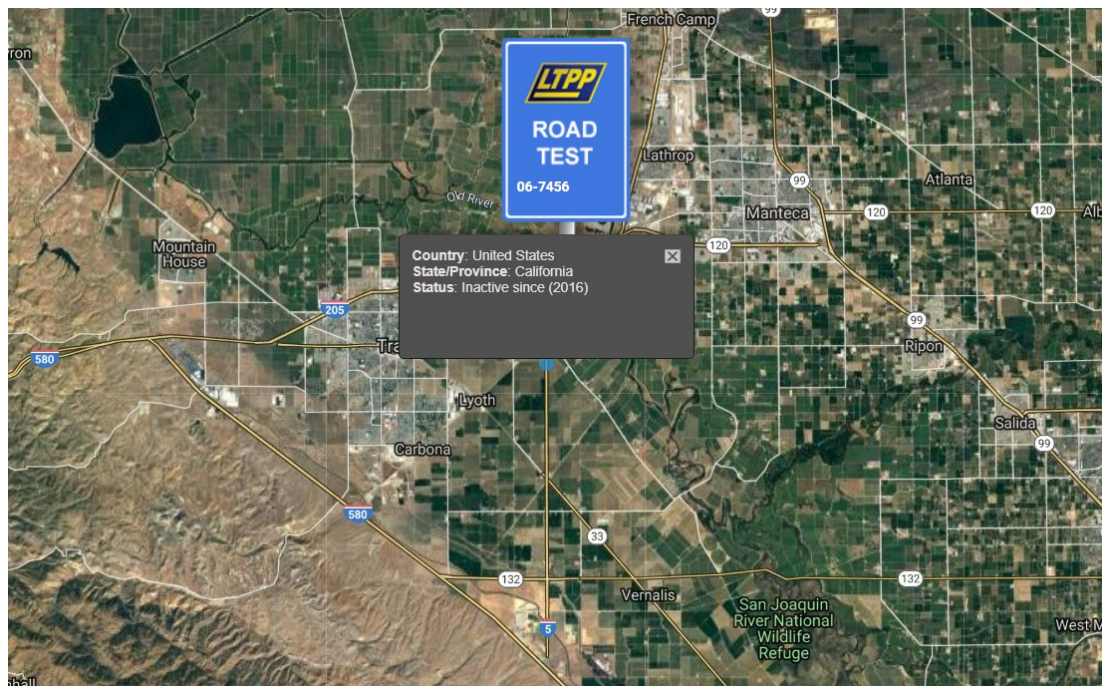 99
French Camp
LTPP
ROAD
TEST
06-7456
Lathrop
99
Atlanta
Old River
Manteca
120
120
Mountain
House
120
Country: United States
State/Province: California
Status: Inactive since (2016)
205
99
580
Tra
Ripon
Lyoth
Salida
99
Carbona
580
33
132
132
Vernalis
San Joaquin
River National
Wildlife
Refuge
5
West M